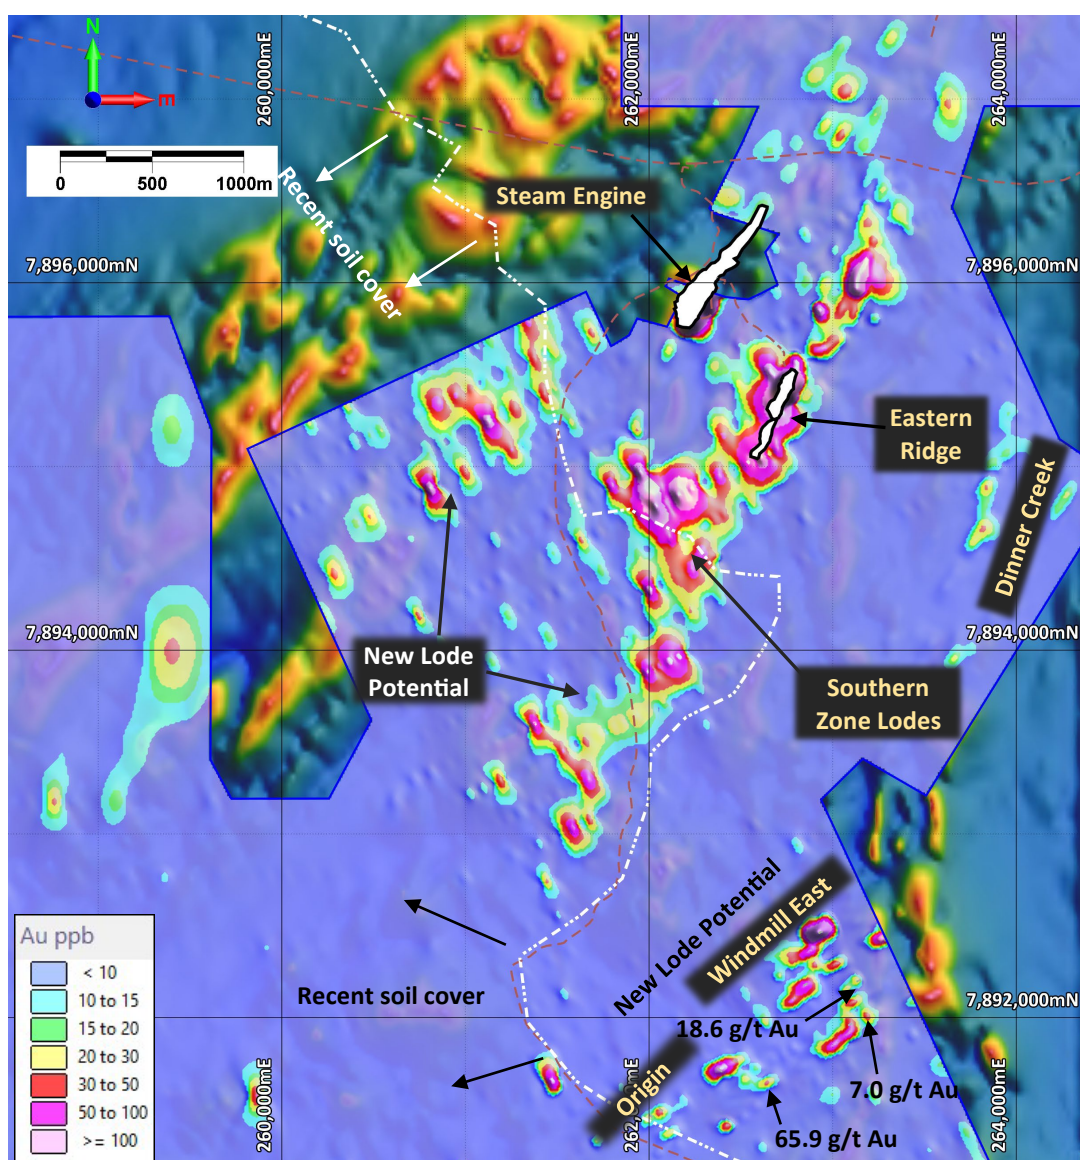 N
E
260,000mE
262,000mE
264,000mE
0 500 1000m
Recent soil cover
Steam Engine
7,896,000mN
7,896,000mN
Eastern
Ridge
Dinner Creek
7,894,000mN
7,894,000mN
New Lode
Potential
Southern
Zone Lodes
New Lode Potential
Windmill East
Recent soil cover
7,892,000mN
18.6 g/t Au
7.0 g/t Au
Origin
65.9 g/t Au
Au ppb
< 10
10 to 15
15 to 20
20 to 30
30 to 50
50 to 100
>= 100
260,000mE
262,000mE
264,000mE